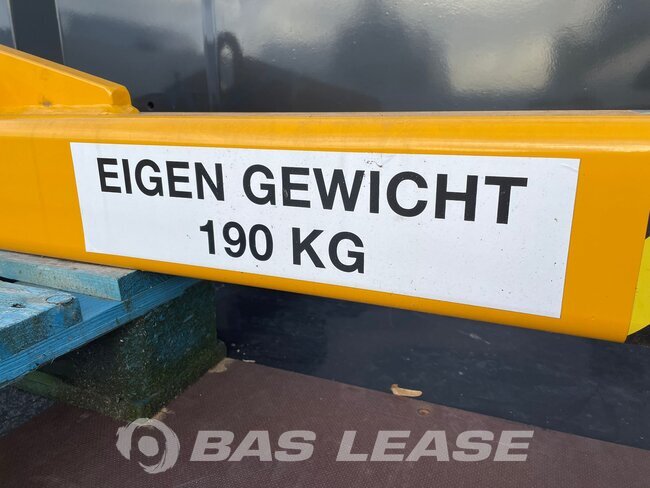 EIGEN GEWICHT
190 KG
BAS LEASE